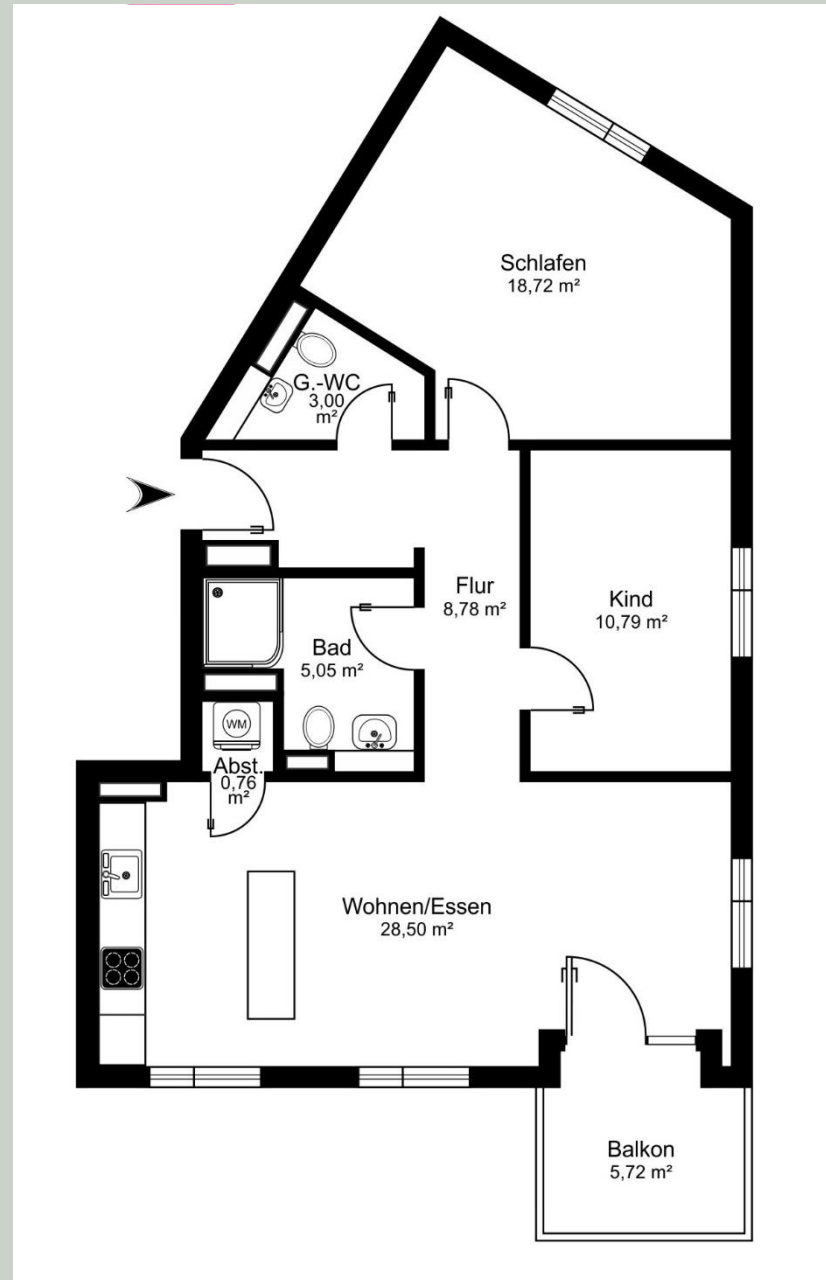 Schlafen
18,72 m²
G.-WC
3,00
m²
Flur
8,78 m²
Kind
10,79 m²
Bad
5,05 m²
WM
Abst.
0,76
m²
Wohnen/Essen
28,50 m²
Balkon
5,72 m²